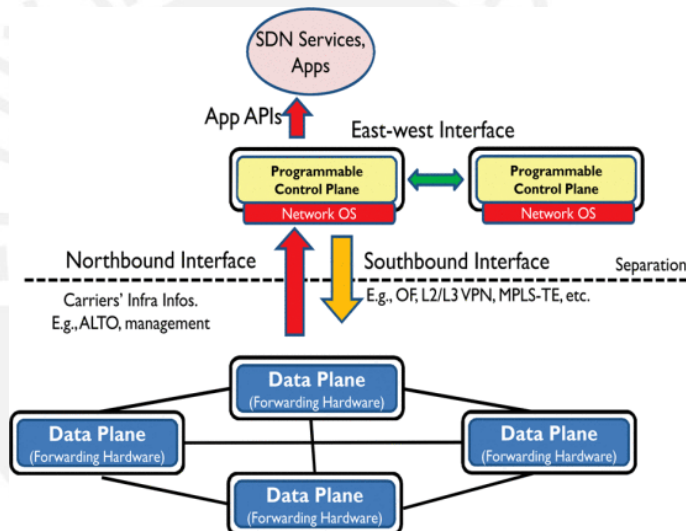 SDN Services,
Apps
App APIs
East-west Interface
Programmable
Control Plane
Network OS
Programmable
Control Plane
Network OS
Northbound Interface
Southbound Interface
Separation
Carriers' Infra Infos.
E.g., ALTO, management
E.g., OF, L2/L3 VPN, MPLS-TE, etc.
Data Plane
(Forwarding Hardware)
Data Plane
(Forwarding Hardware)
Data Plane
(Forwarding Hardware)
Data Plane
(Forwarding Hardware)